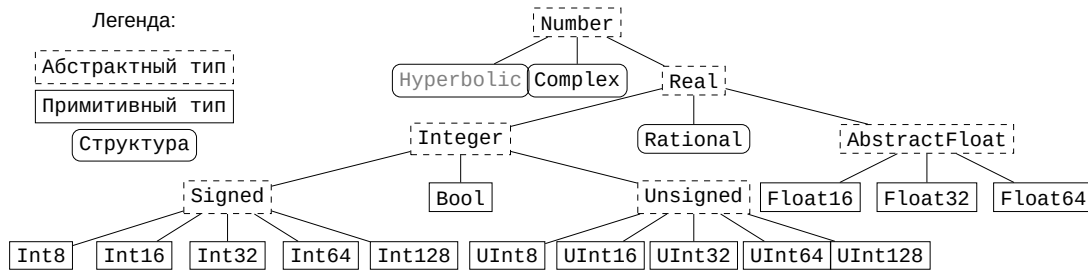 Легенда:
Number
Абстрактный тип
Hyperbolic Complex Real
Примитивный тип
Структура
Integer Rational AbstractFloat
Signed Bool Unsigned Float16 Float32 Float64
Int8 Int16 Int32 Int64 Int128 UInt8 UInt16 UInt32 UInt64 UInt128